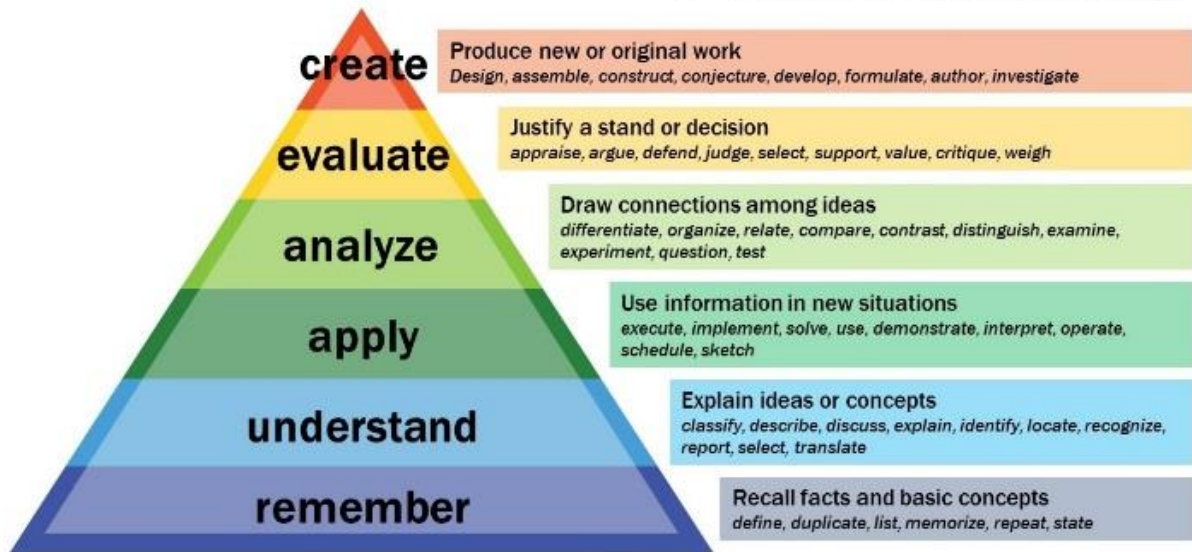 create
Produce new or original work
Design, assemble, construct, conjecture, develop, formulate, author, investigate
evaluate
Justify a stand or decision
appraise, argue, defend, judge, select, support, value, critique, weigh
analyze
Draw connections among ideas
differentiate, organize, relate, compare, contrast, distinguish, examine,
experiment, question, test
apply
Use information in new situations
execute, implement, solve, use, demonstrate, interpret, operate,
schedule, sketch
understand
Explain ideas or concepts
classify, describe, discuss, explain, identify, locate, recognize,
report, select, translate
remember
Recall facts and basic concepts
define, duplicate, list, memorize, repeat, state